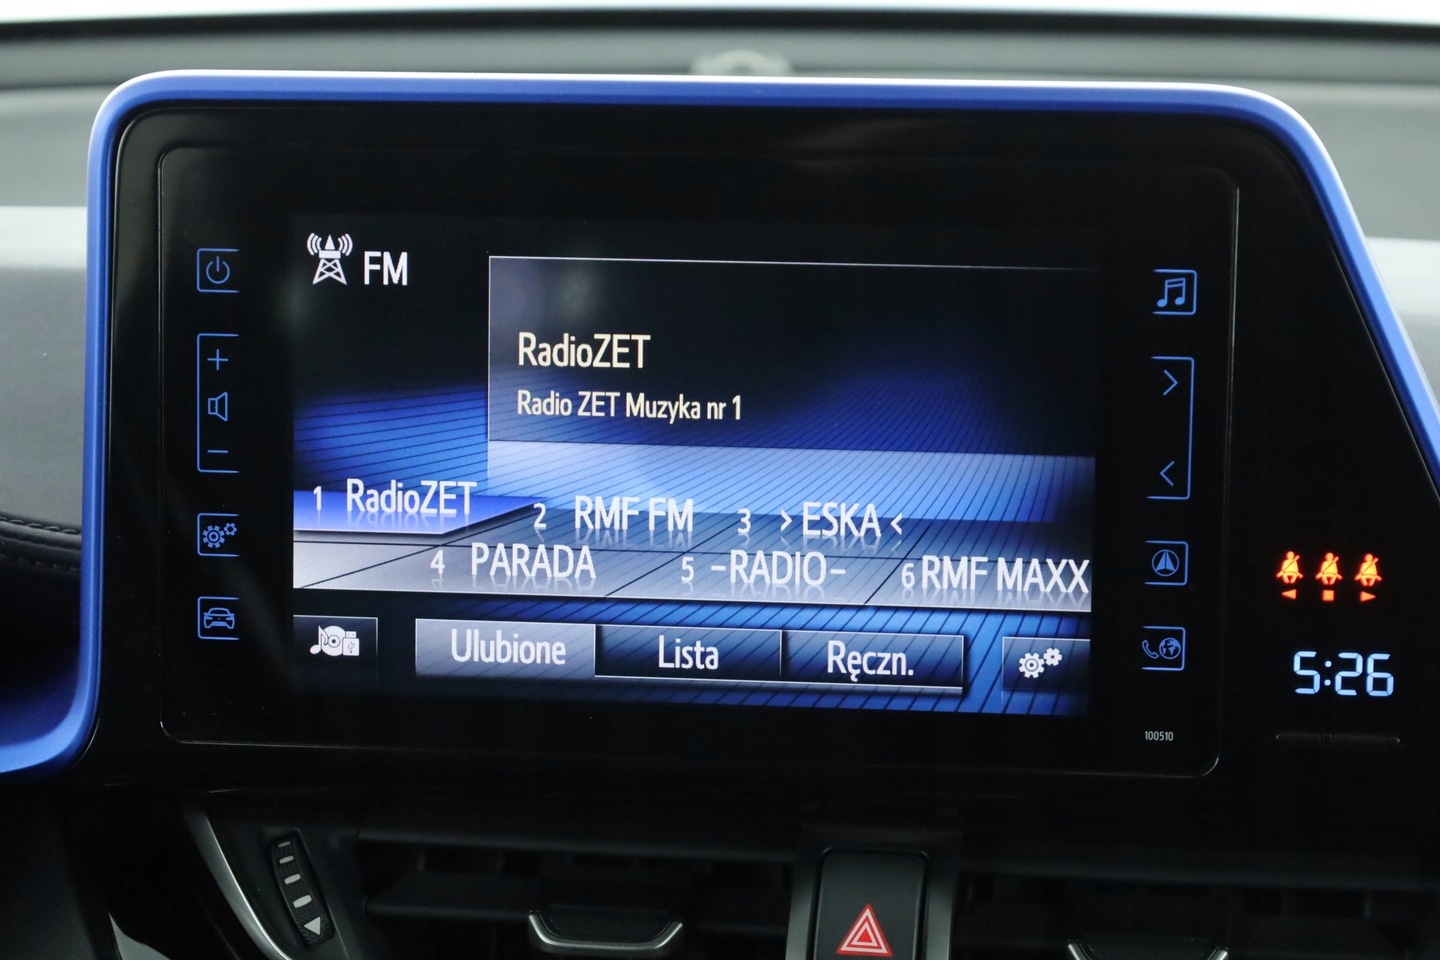 FM
RadioZET
Radio ZET Muzyka nr 1
1 RadioZET
2 RMF FM
3 >ESKA<
4 PARADA
5 -RADIO-
6 RMF MAXX
Ulubione
Lista
Ręczn.
5:26
100510